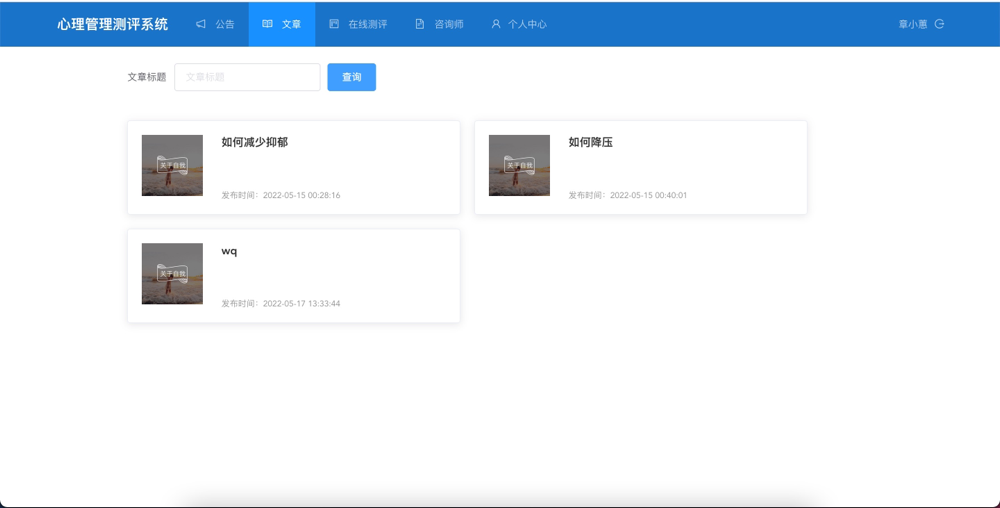 心理管理测评系统 公告 文章 在线测评 咨询师 个人中心 章小蕙
文章标题 文章标题 查询
关于自我
如何减少抑郁
发布时间：2022-05-15 00:28:16
关于自我
如何降压
发布时间：2022-05-15 00:40:01
关于自我
wq
发布时间：2022-05-17 13:33:44